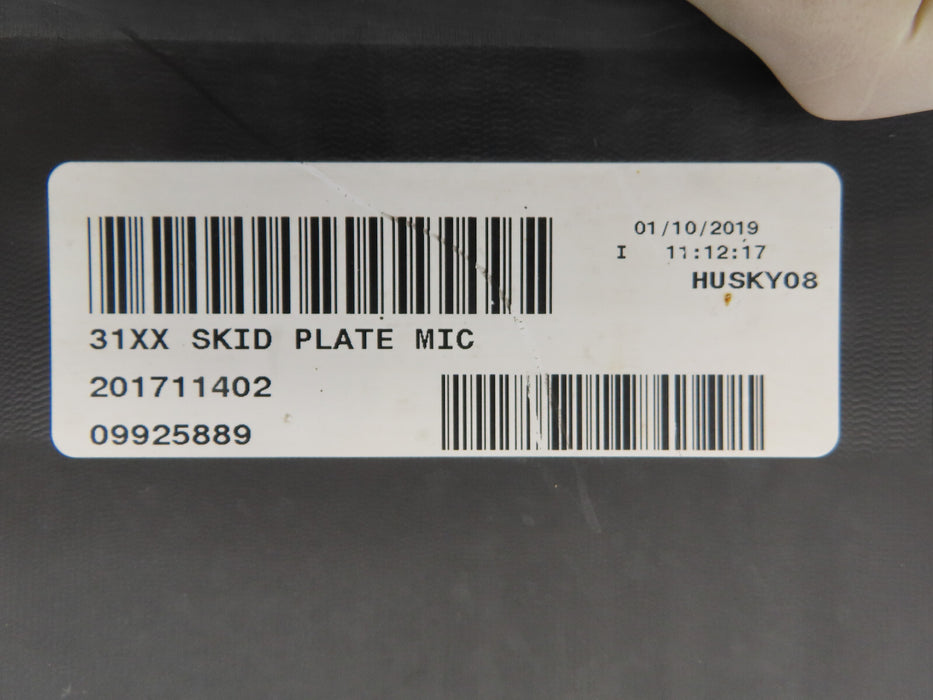 01/10/2019
I 11:12:17
HUSKY08
31XX SKID PLATE MIC
201711402
09925889